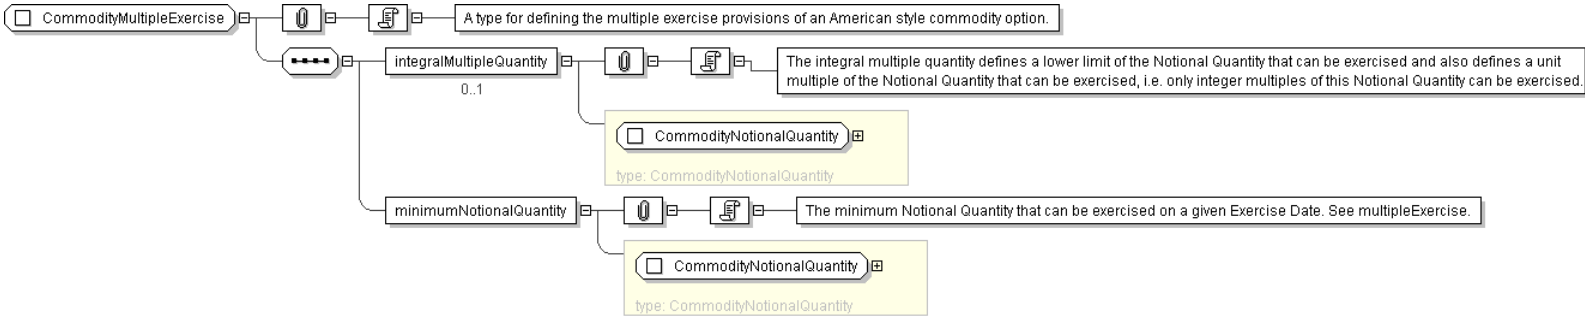 CommodityMultipleExercise
A type for defining the multiple exercise provisions of an American style commodity option.
integralMultipleQuantity
0..1
The integral multiple quantity defines a lower limit of the Notional Quantity that can be exercised and also defines a unit
multiple of the Notional Quantity that can be exercised, i.e. only integer multiples of this Notional Quantity can be exercised.
CommodityNotionalQuantity
type: CommodityNotionalQuantity
minimumNotionalQuantity
The minimum Notional Quantity that can be exercised on a given Exercise Date. See multipleExercise.
CommodityNotionalQuantity
type: CommodityNotionalQuantity